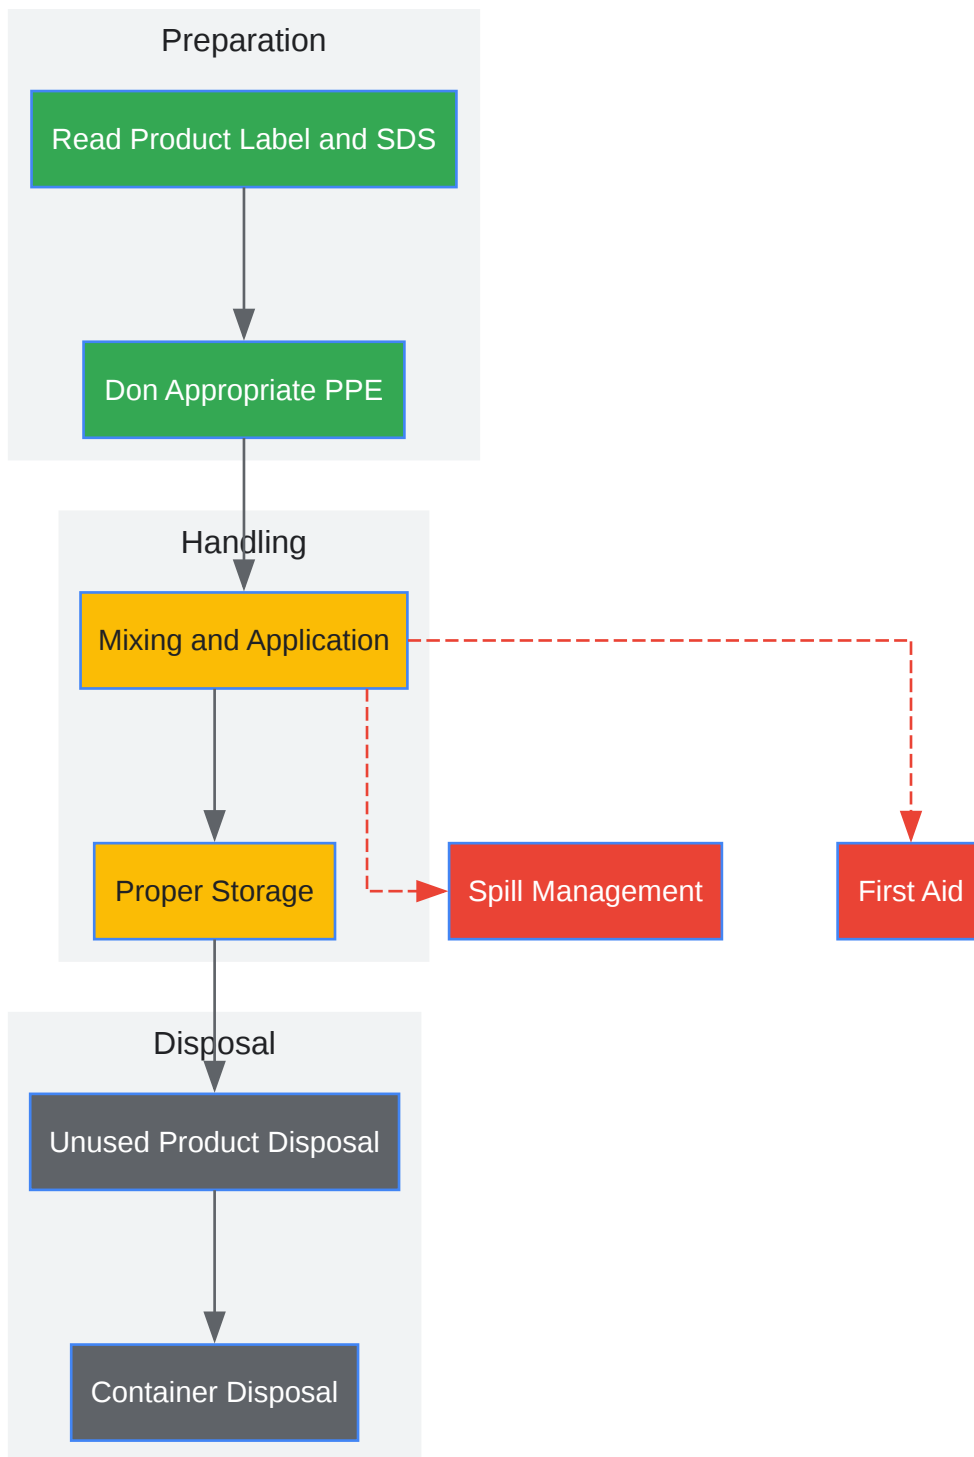 Preparation
Read Product Label and SDS
Don Appropriate PPE
Handling
Mixing and Application
Proper Storage
Spill Management
First Aid
Disposal
Unused Product Disposal
Container Disposal